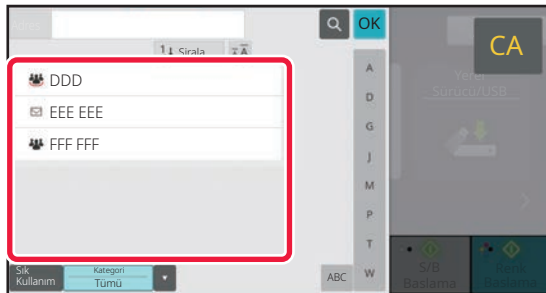 Adres
OK
CA
1↓ Sırala
DDD
EEE EEE
FFF FFF
A
D
G
J
M
P
T
W
Yerel
Sürücü/USB
Sık
Kullanım
Kategori
Tümü
ABC
S/B
Başlama
Renk
Başlama